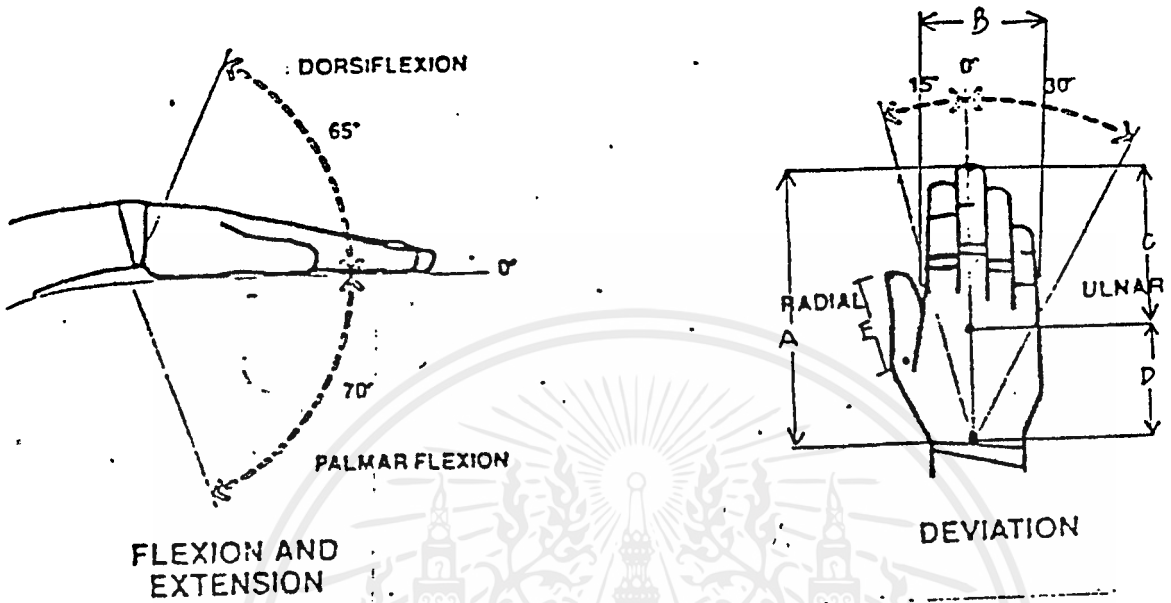 DORSIFLEXION
65°
0°
70°
PALMAR FLEXION
FLEXION AND
EXTENSION
B
15°
0°
30°
A
RADIAL
E
C
ULNAR
D
DEVIATION